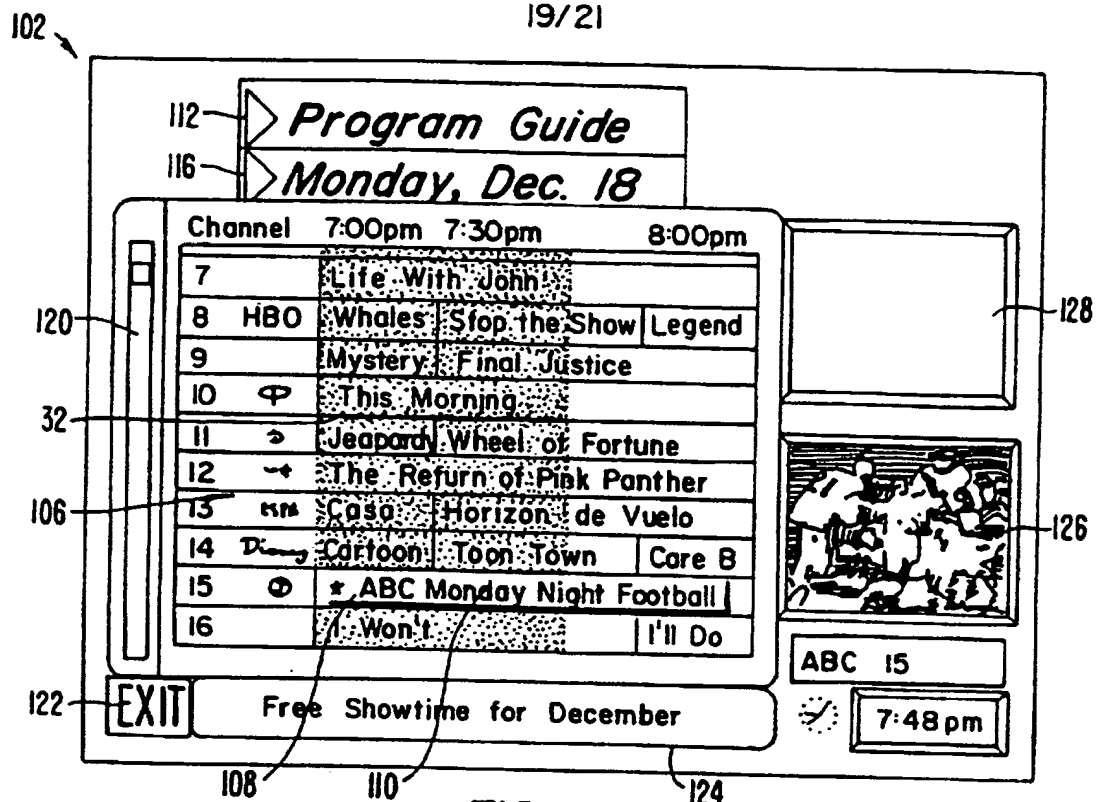 19/21
102
112 Program Guide
116 Monday, Dec. 18
Channel 7:00pm 7:30pm 8:00pm
7 Life With John
120 8 HBO Whales Stop the Show Legend 128
9 Mystery Final Justice
10 This Morning
32
11 Jeopardy Wheel of Fortune
12 The Return of Pink Panther
106
13 Casa Horizon de Vuelo 126
14 Disney Cartoon Toon Town Care B
15 * ABC Monday Night Football
16 I Won't I'll Do
ABC 15
122 EXIT Free Showtime for December 7:48pm
108 110 124